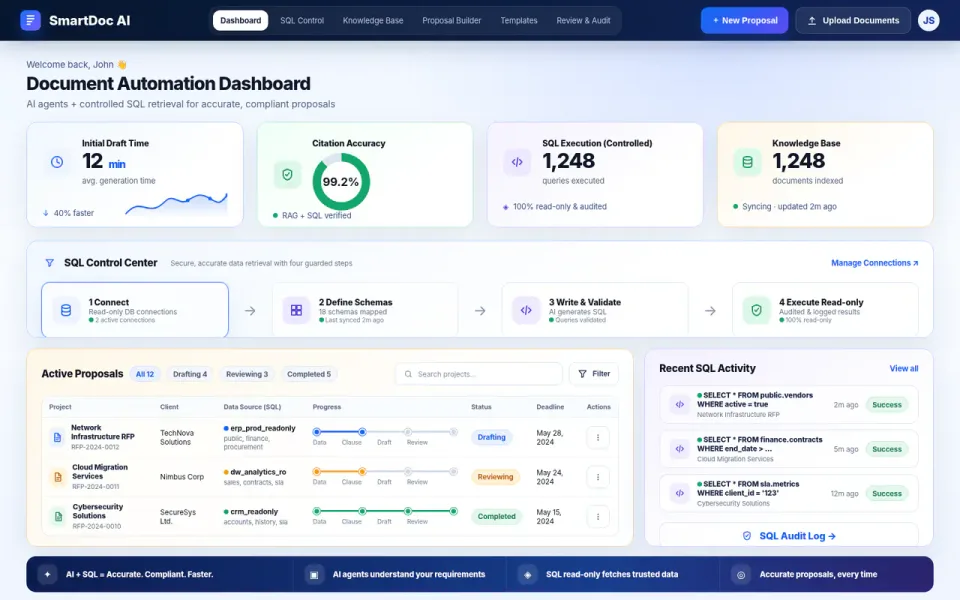 SmartDoc AI
Dashboard
SQL Control
Knowledge Base
Proposal Builder
Templates
Review & Audit
+ New Proposal
Upload Documents
JS
Welcome back, John 👋
Document Automation Dashboard
AI agents + controlled SQL retrieval for accurate, compliant proposals
Initial Draft Time
12 min
avg. generation time
↓ 40% faster
Citation Accuracy
99.2%
RAG + SQL verified
SQL Execution (Controlled)
1,248
queries executed
100% read-only & audited
Knowledge Base
1,248
documents indexed
Syncing · updated 2m ago
SQL Control Center
Secure, accurate data retrieval with four guarded steps
Manage Connections ↗
1 Connect
Read-only DB connections
2 active connections
→
2 Define Schemas
18 schemas mapped
Last synced 2m ago
→
3 Write & Validate
AI generates SQL
Queries validated
→
4 Execute Read-only
Audited & logged results
100% read-only
Active Proposals
All 12
Drafting 4
Reviewing 3
Completed 5
Search projects...
Filter
Project
Client
Data Source (SQL)
Progress
Status
Deadline
Actions
Network
Infrastructure RFP
RFP-2024-0012
TechNova
Solutions
erp_prod_readonly
public, finance,
procurement
Data
Clause
Draft
Review
Drafting
May 28,
2024
Cloud Migration
Services
RFP-2024-0011
Nimbus Corp
dw_analytics_ro
sales, contracts, sla
Data
Clause
Draft
Review
Reviewing
May 24,
2024
Cybersecurity
Solutions
RFP-2024-0010
SecureSys
Ltd.
crm_readonly
accounts, history, sla
Data
Clause
Draft
Review
Completed
May 15,
2024
Recent SQL Activity
View all
SELECT * FROM public.vendors
WHERE active = true
Network Infrastructure RFP
2m ago
Success
SELECT * FROM finance.contracts
WHERE end_date > ...
Cloud Migration Services
5m ago
Success
SELECT * FROM sla.metrics
WHERE client_id = '123'
Cybersecurity Solutions
12m ago
Success
SQL Audit Log →
AI + SQL = Accurate. Compliant. Faster.
AI agents understand your requirements
SQL read-only fetches trusted data
Accurate proposals, every time